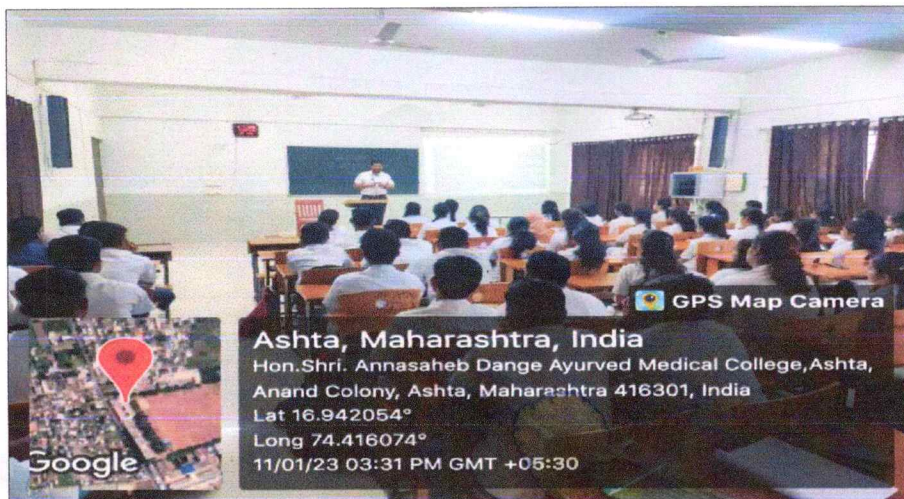 GPS Map Camera
Ashta, Maharashtra, India
Hon.Shri. Annasaheb Dange Ayurved Medical College,Ashta,
Anand Colony, Ashta, Maharashtra 416301, India
Lat 16.942054°
Long 74.416074°
11/01/23 03:31 PM GMT +05:30
Google